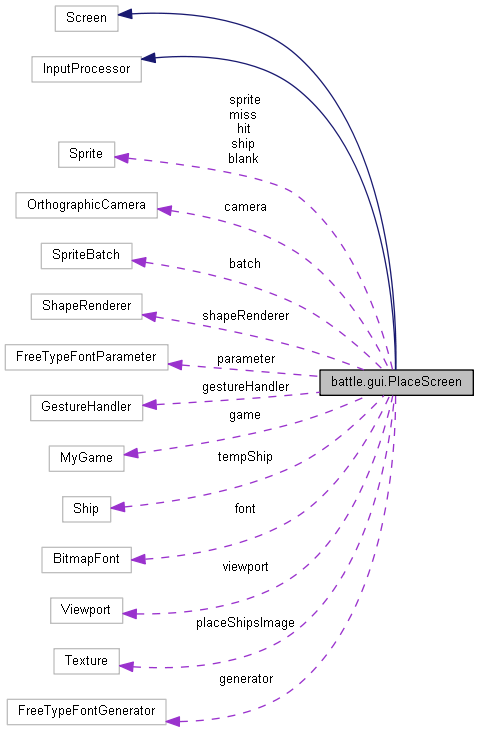 Screen
InputProcessor
sprite
miss
hit
ship
blank
Sprite
OrthographicCamera
camera
SpriteBatch
batch
ShapeRenderer
shapeRenderer
FreeTypeFontParameter
parameter
battle.gui.PlaceScreen
GestureHandler
gestureHandler
game
MyGame
tempShip
Ship
font
BitmapFont
viewport
Viewport
placeShipsImage
Texture
generator
FreeTypeFontGenerator